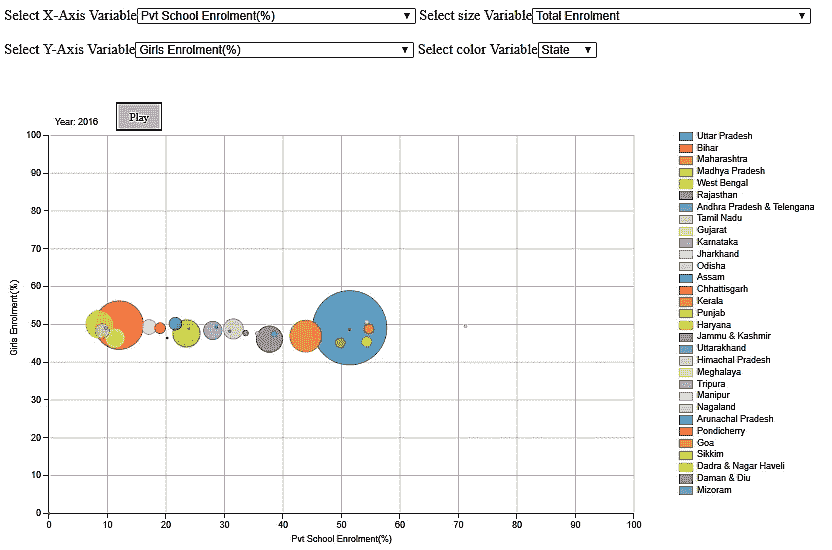 Select X-Axis Variable Pvt School Enrolment(%) ▼ Select size Variable Total Enrolment ▼
Select Y-Axis Variable Girls Enrolment(%) ▼ Select color Variable State ▼
Year: 2016 Play
100
90
80
70
60
50
40
30
20
10
0
Girls Enrolment(%)
0 10 20 30 40 50 60 70 80 90 100
Pvt School Enrolment(%)
Uttar Pradesh
Bihar
Maharashtra
Madhya Pradesh
West Bengal
Rajasthan
Andhra Pradesh & Telengana
Tamil Nadu
Gujarat
Karnataka
Jharkhand
Odisha
Assam
Chhattisgarh
Kerala
Punjab
Haryana
Jammu & Kashmir
Uttarakhand
Himachal Pradesh
Meghalaya
Tripura
Manipur
Nagaland
Arunachal Pradesh
Pondicherry
Goa
Sikkim
Dadra & Nagar Haveli
Daman & Diu
Mizoram